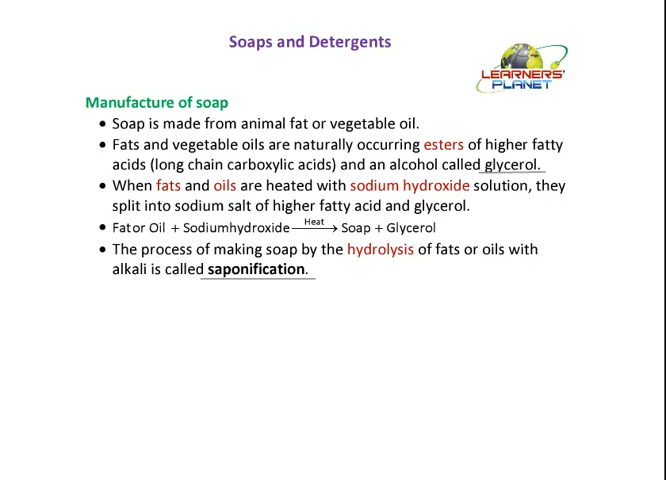 Soaps and Detergents
LEARNERS'
PLANET
Manufacture of soap
• Soap is made from animal fat or vegetable oil.
• Fats and vegetable oils are naturally occurring esters of higher fatty
acids (long chain carboxylic acids) and an alcohol called glycerol.
• When fats and oils are heated with sodium hydroxide solution, they
split into sodium salt of higher fatty acid and glycerol.
• Fat or Oil + Sodiumhydroxide —Heat→ Soap + Glycerol
• The process of making soap by the hydrolysis of fats or oils with
alkali is called saponification.